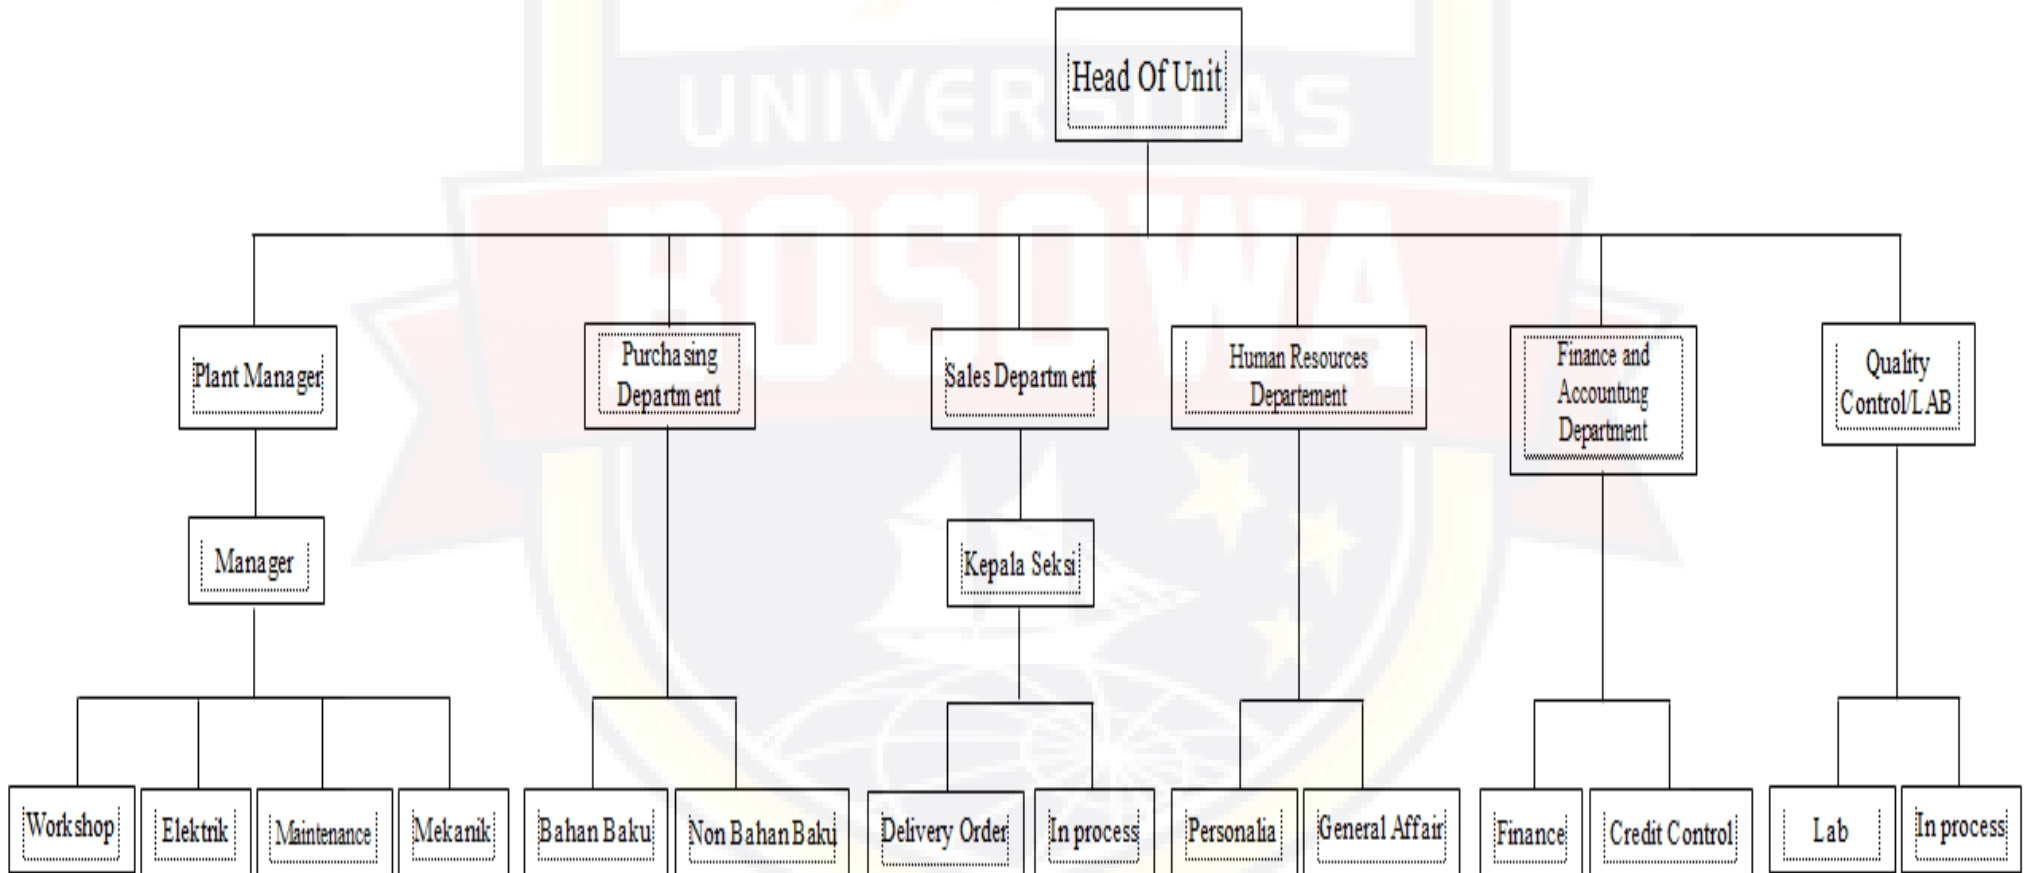 UNIVERSITAS
BOSOWA
Head Of Unit
Plant Manager
Purchasing
Department
Sales Department
Human Resources
Departement
Finance and
Accountung
Department
Quality
Control/LAB
Manager
Kepala Seksi
Workshop
Elektrik
Maintenance
Mekanik
Bahan Baku
Non Bahan Baku
Delivery Order
In process
Personalia
General Affair
Finance
Credit Control
Lab
In process